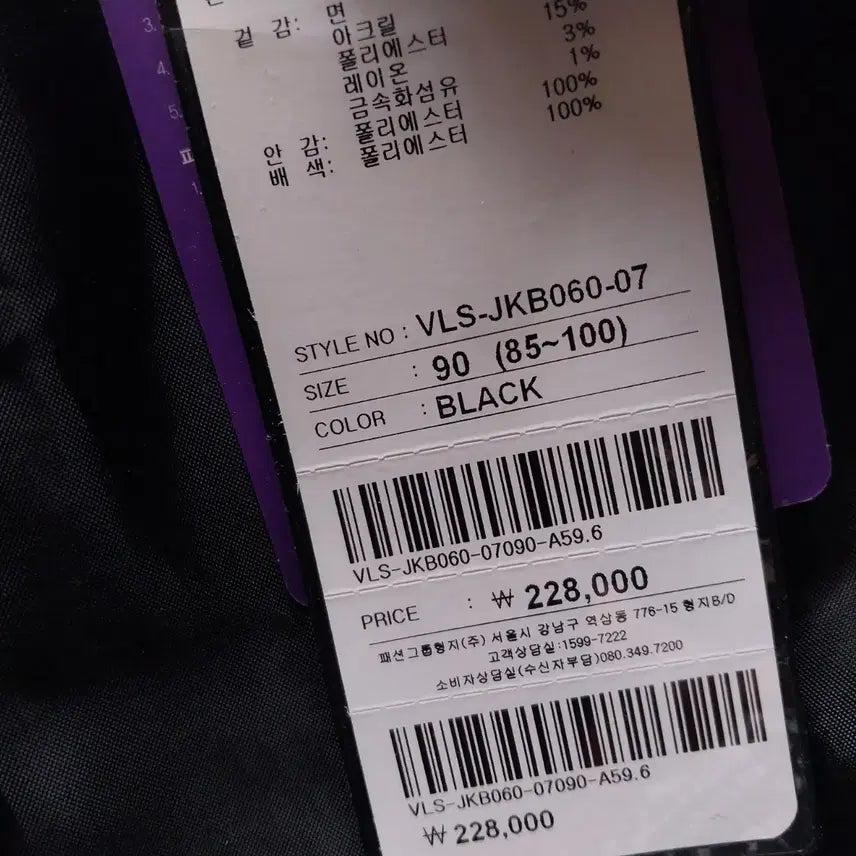 3.
4.
5.
겉 감: 면
아크릴 15%
폴리에스터 3%
레이온 1%
금속화섬유 100%
안 감: 폴리에스터 100%
배 색: 폴리에스터
STYLE NO : VLS-JKB060-07
SIZE : 90 (85~100)
COLOR : BLACK
VLS-JKB060-07090-A59.6
PRICE : ₩ 228,000
패션그룹형지(주) 서울시 강남구 역삼동 776-15 형지B/D
고객상담실:1599-7222
소비자상담실(수신자부담)080.349.7200
VLS-JKB060-07090-A59.6
₩ 228,000